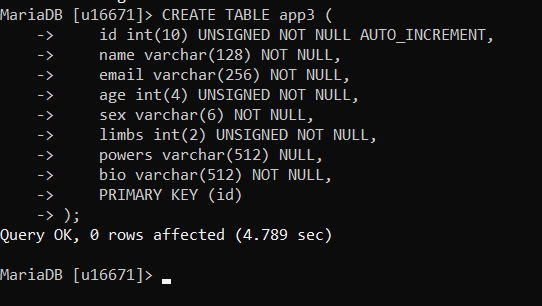 MariaDB [u16671]> CREATE TABLE app3 (
    ->     id int(10) UNSIGNED NOT NULL AUTO_INCREMENT,
    ->     name varchar(128) NOT NULL,
    ->     email varchar(256) NOT NULL,
    ->     age int(4) UNSIGNED NOT NULL,
    ->     sex varchar(6) NOT NULL,
    ->     limbs int(2) UNSIGNED NOT NULL,
    ->     powers varchar(512) NULL,
    ->     bio varchar(512) NOT NULL,
    ->     PRIMARY KEY (id)
    -> );
Query OK, 0 rows affected (4.789 sec)
MariaDB [u16671]>